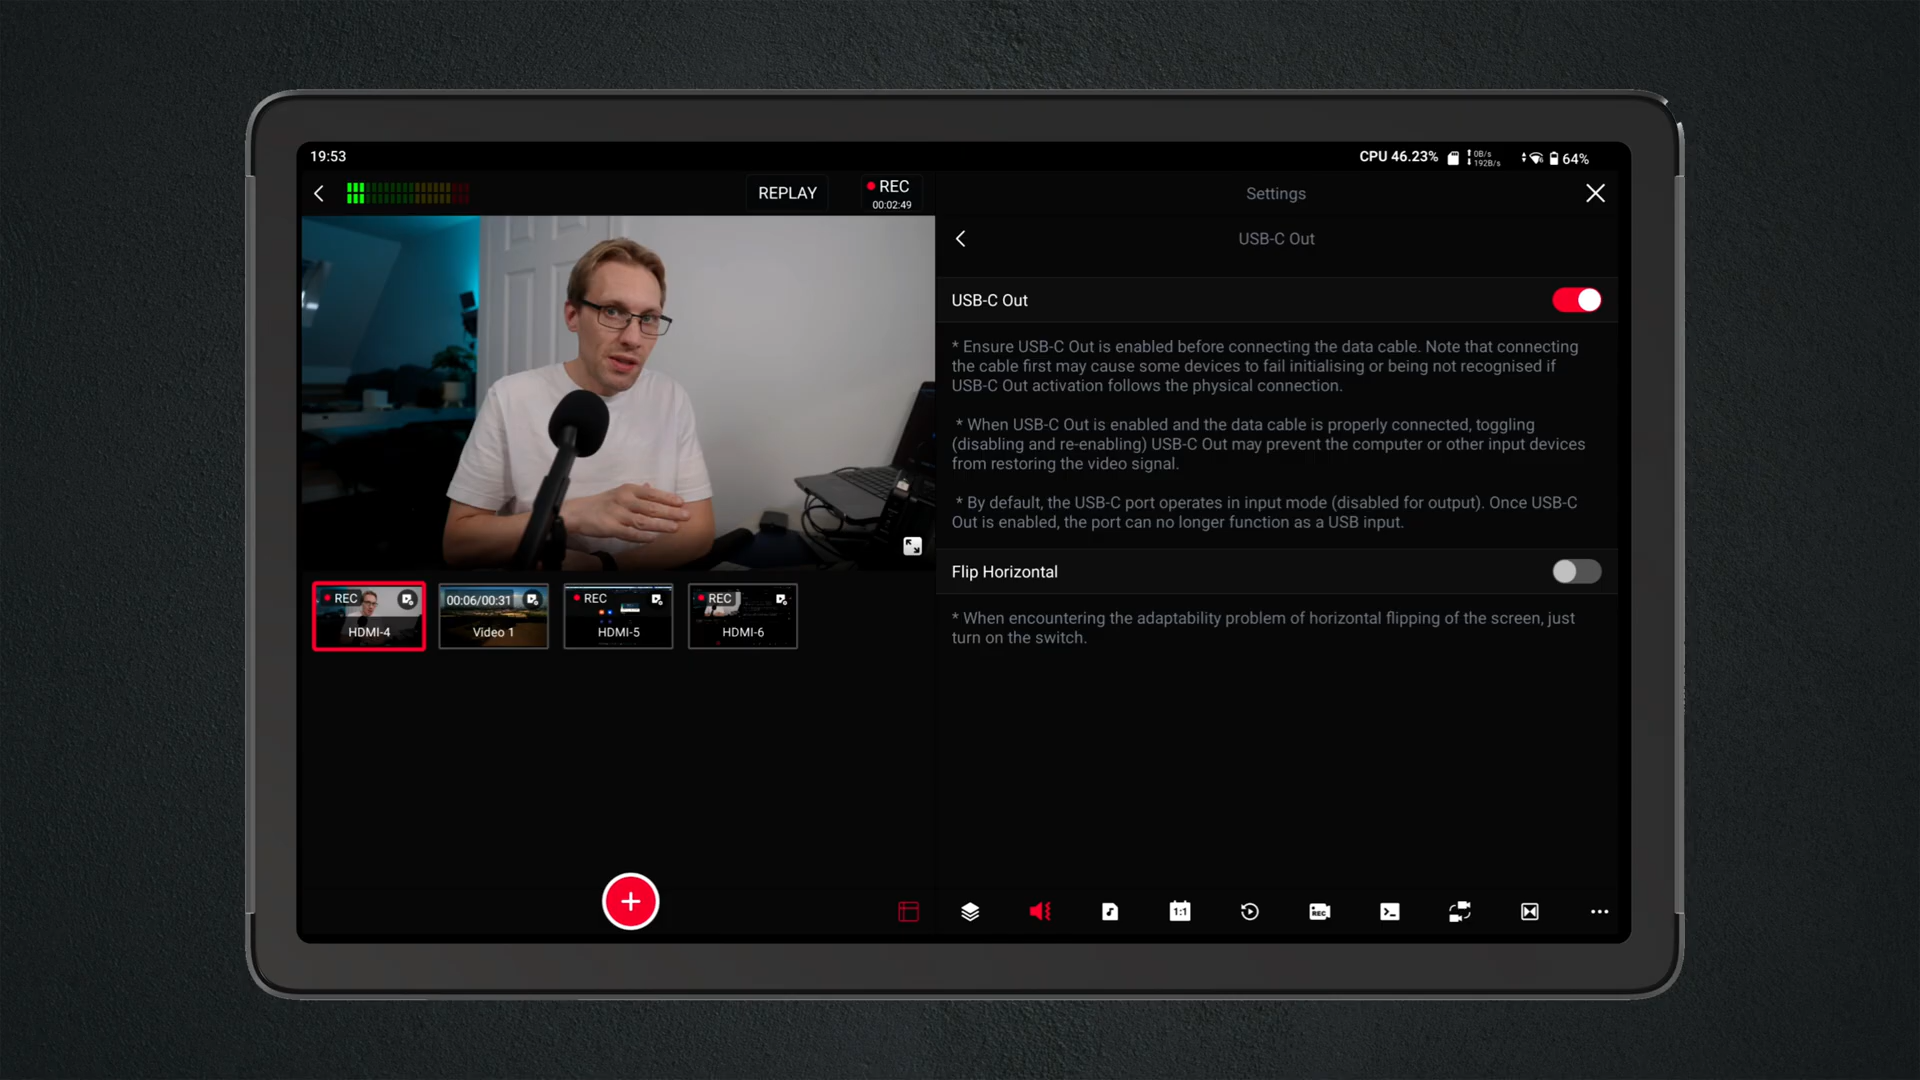 19:53
CPU 46.23%
0B/s
192B/s
64%
REPLAY
REC
00:02:49
Settings
USB-C Out
USB-C Out
* Ensure USB-C Out is enabled before connecting the data cable. Note that connecting
the cable first may cause some devices to fail initialising or being not recognised if
USB-C Out activation follows the physical connection.
* When USB-C Out is enabled and the data cable is properly connected, toggling
(disabling and re-enabling) USB-C Out may prevent the computer or other input devices
from restoring the video signal.
* By default, the USB-C port operates in input mode (disabled for output). Once USB-C
Out is enabled, the port can no longer function as a USB input.
Flip Horizontal
* When encountering the adaptability problem of horizontal flipping of the screen, just
turn on the switch.
REC
HDMI-4
00:06/00:31
Video 1
REC
HDMI-5
REC
HDMI-6
1:1
REC